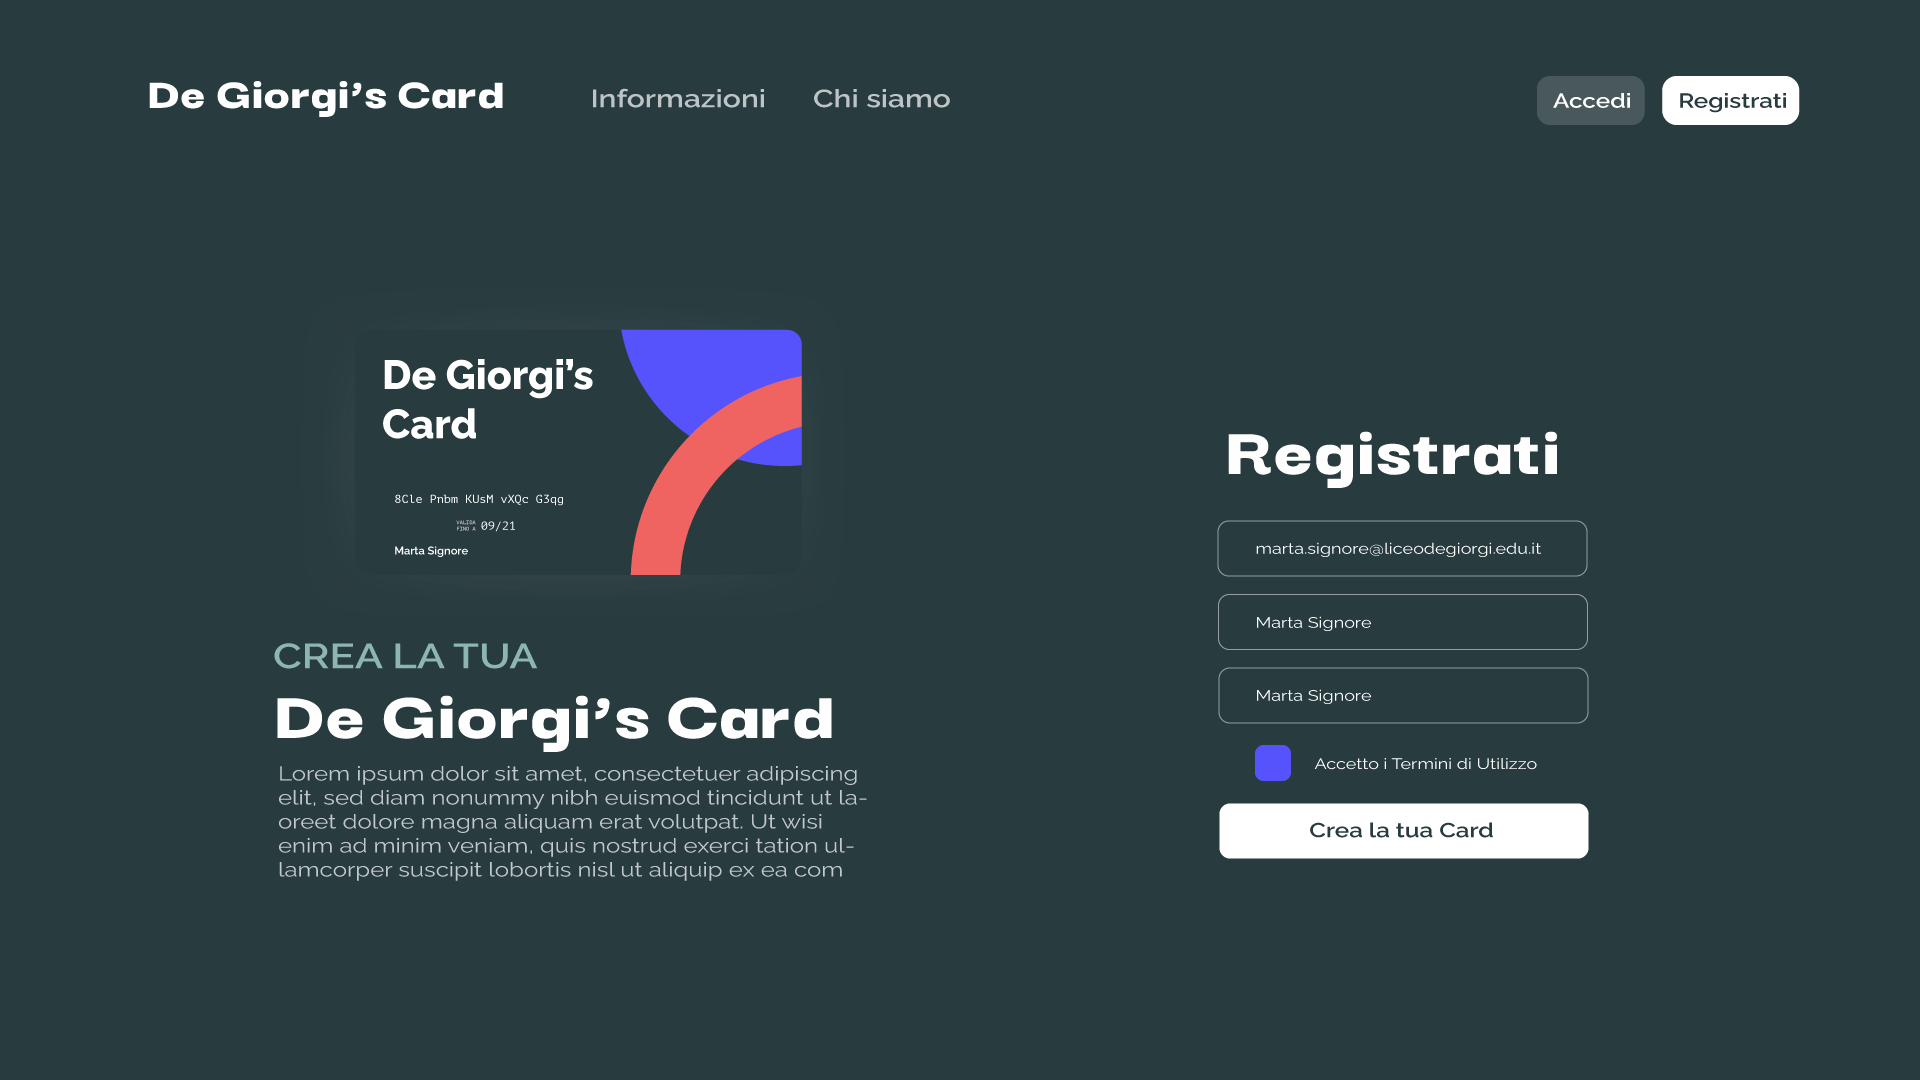 De Giorgi’s Card
Informazioni
Chi siamo
Accedi
Registrati
De Giorgi’s
Card
8Cle Pnbm KUsM vXQc G3qg
VALIDA
FINO A
09/21
Marta Signore
CREA LA TUA
De Giorgi’s Card
Lorem ipsum dolor sit amet, consectetuer adipiscing
elit, sed diam nonummy nibh euismod tincidunt ut la-
oreet dolore magna aliquam erat volutpat. Ut wisi
enim ad minim veniam, quis nostrud exerci tation ul-
lamcorper suscipit lobortis nisl ut aliquip ex ea com
Registrati
marta.signore@liceodegiorgi.edu.it
Marta Signore
Marta Signore
Accetto i Termini di Utilizzo
Crea la tua Card